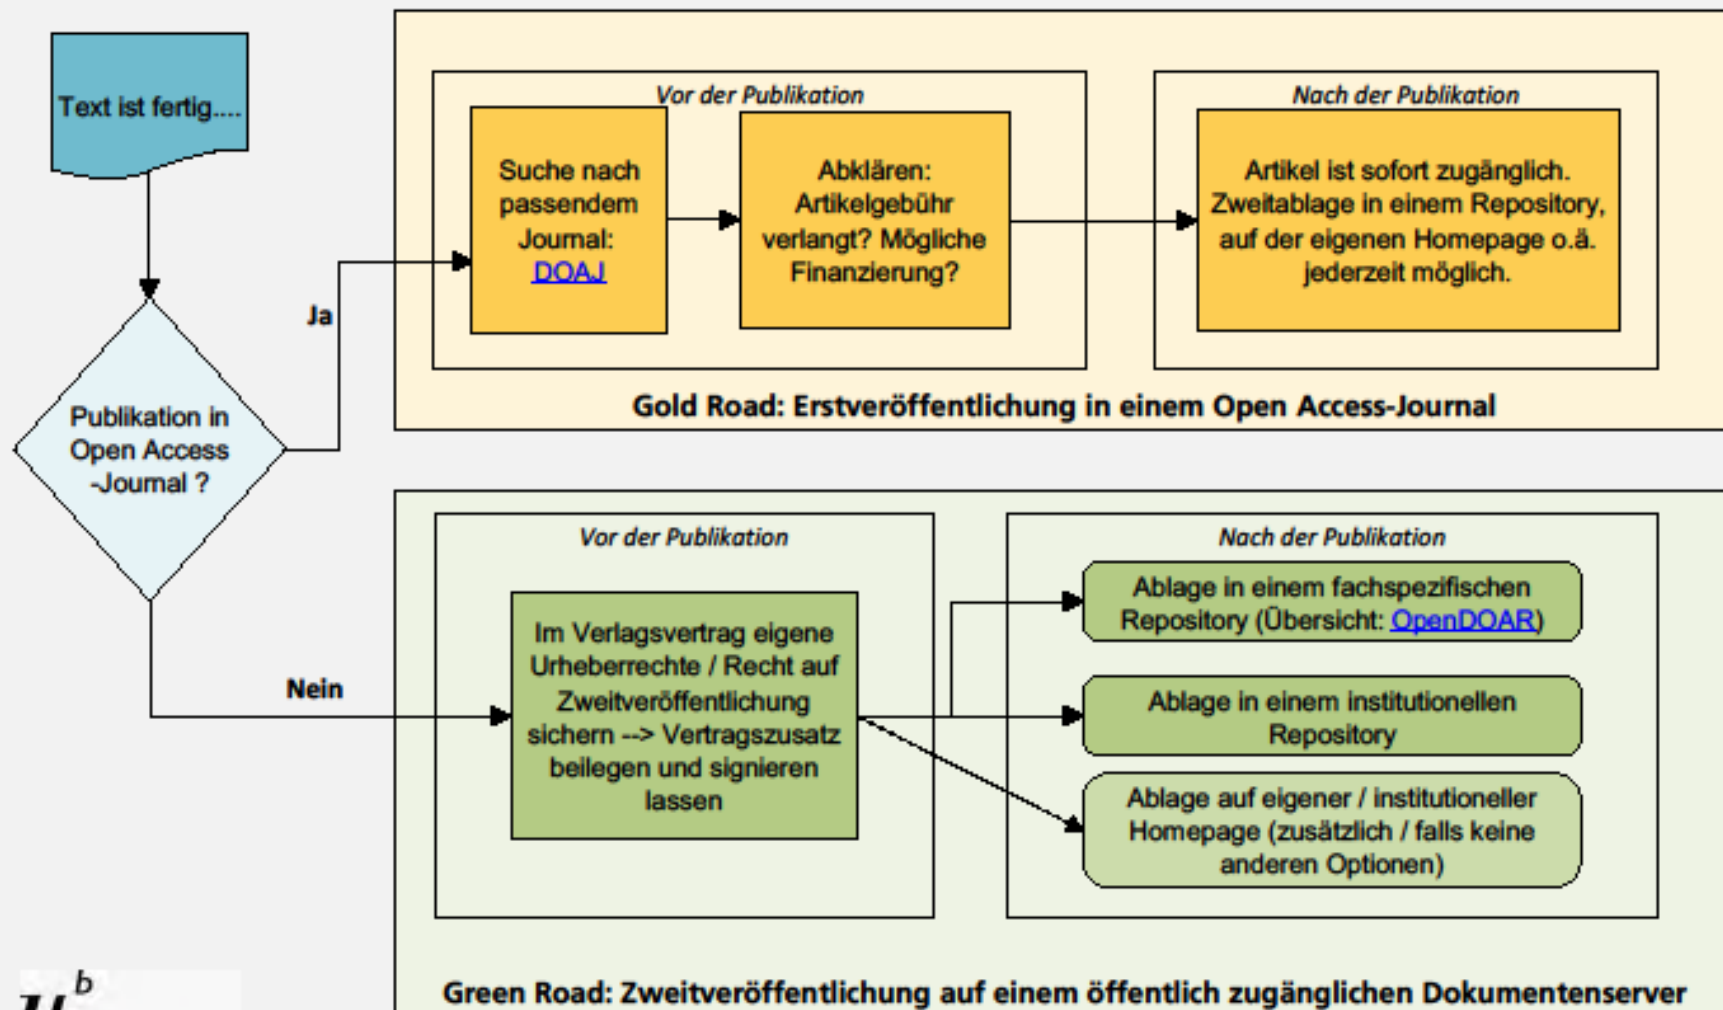 Text ist fertig....
Publikation in
Open Access
-Journal ?
Ja
Nein
Vor der Publikation
Suche nach
passendem
Journal:
DOAJ
Abklären:
Artikelgebühr
verlangt? Mögliche
Finanzierung?
Nach der Publikation
Artikel ist sofort zugänglich.
Zweitablage in einem Repository,
auf der eigenen Homepage o.ä.
jederzeit möglich.
Gold Road: Erstveröffentlichung in einem Open Access-Journal
Vor der Publikation
Im Verlagsvertrag eigene
Urheberrechte / Recht auf
Zweitveröffentlichung
sichern --> Vertragszusatz
beilegen und signieren
lassen
Nach der Publikation
Ablage in einem fachspezifischen
Repository (Übersicht: OpenDOAR)
Ablage in einem institutionellen
Repository
Ablage auf eigener / institutioneller
Homepage (zusätzlich / falls keine
anderen Optionen)
Green Road: Zweitveröffentlichung auf einem öffentlich zugänglichen Dokumentenserver
b